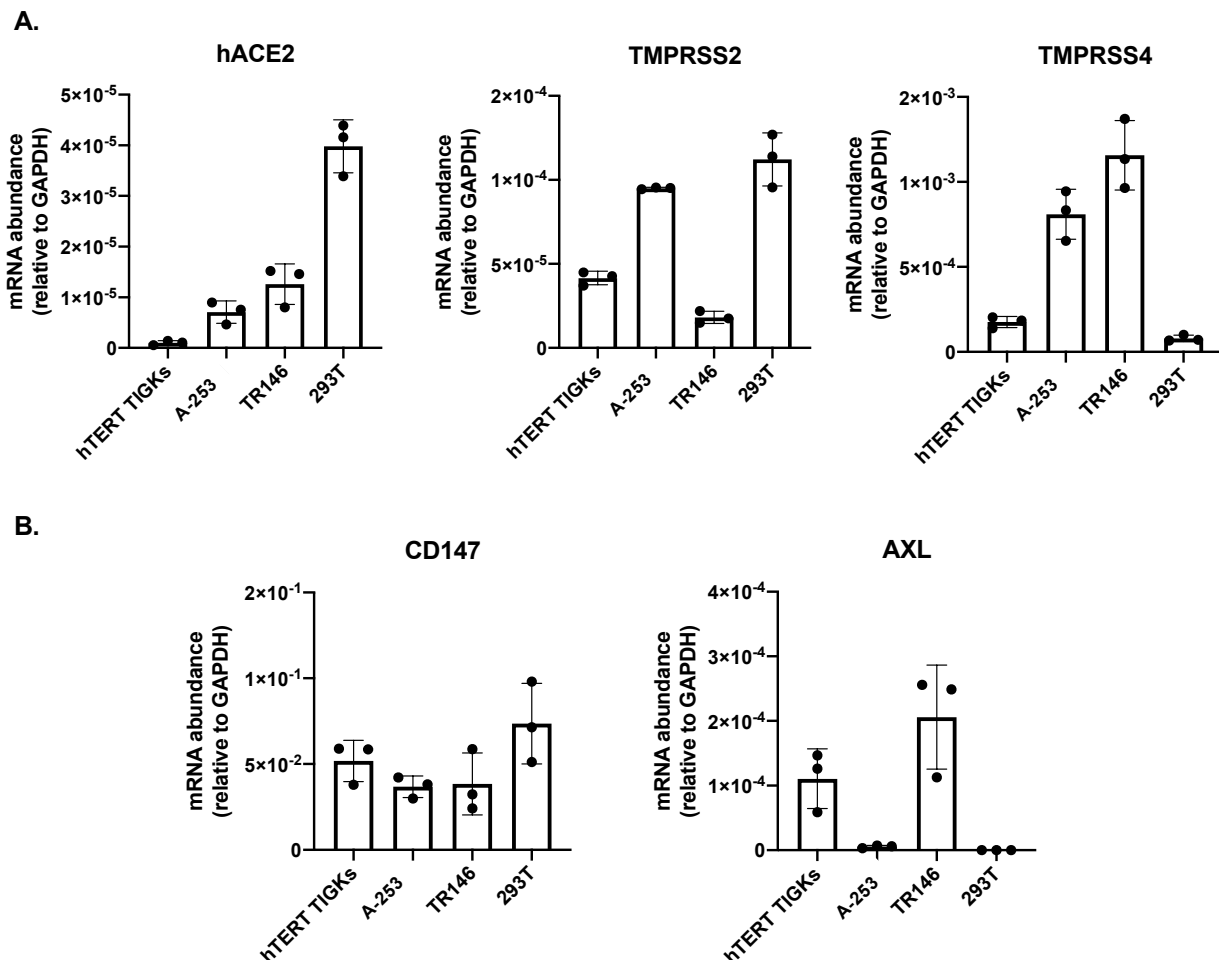 A.
hACE2
mRNA abundance
(relative to GAPDH)
5×10⁻⁵
4×10⁻⁵
3×10⁻⁵
2×10⁻⁵
1×10⁻⁵
0
hTERT TIGKs
A-253
TR146
293T
TMPRSS2
mRNA abundance
(relative to GAPDH)
2×10⁻⁴
1×10⁻⁴
5×10⁻⁵
0
hTERT TIGKs
A-253
TR146
293T
TMPRSS4
mRNA abundance
(relative to GAPDH)
2×10⁻³
1×10⁻³
5×10⁻⁴
0
hTERT TIGKs
A-253
TR146
293T
B.
CD147
mRNA abundance
(relative to GAPDH)
2×10⁻¹
1×10⁻¹
5×10⁻²
0
hTERT TIGKs
A-253
TR146
293T
AXL
mRNA abundance
(relative to GAPDH)
4×10⁻⁴
3×10⁻⁴
2×10⁻⁴
1×10⁻⁴
0
hTERT TIGKs
A-253
TR146
293T